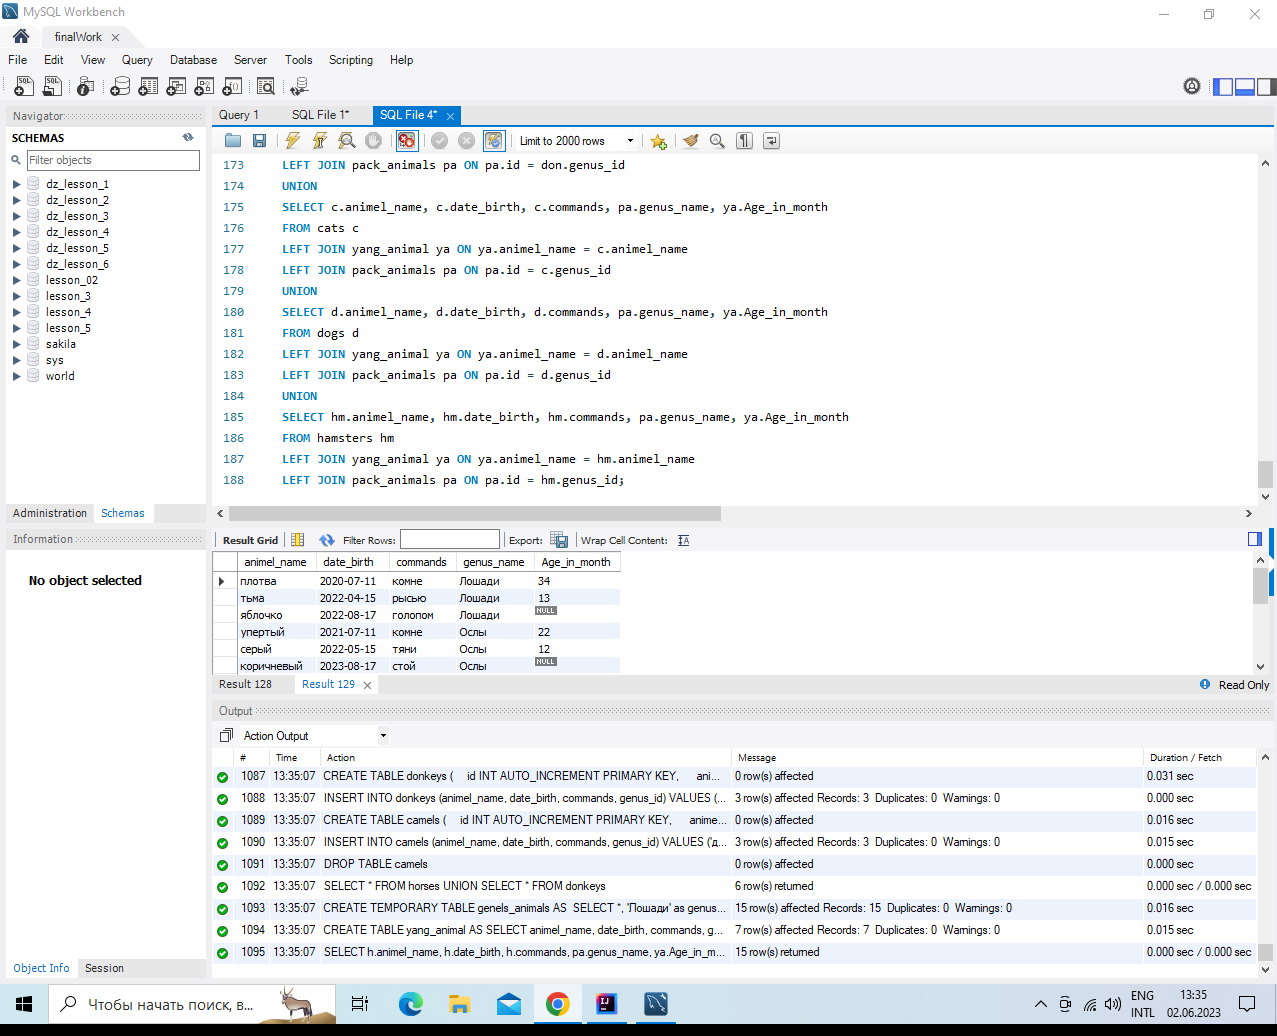 MySQL Workbench
finalWork
File Edit View Query Database Server Tools Scripting Help
Navigator
SCHEMAS
Filter objects
dz_lesson_1
dz_lesson_2
dz_lesson_3
dz_lesson_4
dz_lesson_5
dz_lesson_6
lesson_02
lesson_3
lesson_4
lesson_5
sakila
sys
world
Administration Schemas
Information
No object selected
Object Info Session
Query 1 SQL File 1* SQL File 4*
Limit to 2000 rows
173 LEFT JOIN pack_animals pa ON pa.id = don.genus_id
174 UNION
175 SELECT c.animel_name, c.date_birth, c.commands, pa.genus_name, ya.Age_in_month
176 FROM cats c
177 LEFT JOIN yang_animal ya ON ya.animel_name = c.animel_name
178 LEFT JOIN pack_animals pa ON pa.id = c.genus_id
179 UNION
180 SELECT d.animel_name, d.date_birth, d.commands, pa.genus_name, ya.Age_in_month
181 FROM dogs d
182 LEFT JOIN yang_animal ya ON ya.animel_name = d.animel_name
183 LEFT JOIN pack_animals pa ON pa.id = d.genus_id
184 UNION
185 SELECT hm.animel_name, hm.date_birth, hm.commands, pa.genus_name, ya.Age_in_month
186 FROM hamsters hm
187 LEFT JOIN yang_animal ya ON ya.animel_name = hm.animel_name
188 LEFT JOIN pack_animals pa ON pa.id = hm.genus_id;
Result Grid Filter Rows: Export: Wrap Cell Content:
animel_name date_birth commands genus_name Age_in_month
плотва 2020-07-11 комне Лошади 34
тьма 2022-04-15 рысью Лошади 13
яблочко 2022-08-17 голопом Лошади NULL
упертый 2021-07-11 комне Ослы 22
серый 2022-05-15 тяни Ослы 12
коричневый 2023-08-17 стой Ослы NULL
Result 128 Result 129 Read Only
Output
Action Output
# Time Action Message Duration / Fetch
1087 13:35:07 CREATE TABLE donkeys ( id INT AUTO_INCREMENT PRIMARY KEY, ani... 0 row(s) affected 0.031 sec
1088 13:35:07 INSERT INTO donkeys (animel_name, date_birth, commands, genus_id) VALUES (... 3 row(s) affected Records: 3 Duplicates: 0 Warnings: 0 0.000 sec
1089 13:35:07 CREATE TABLE camels ( id INT AUTO_INCREMENT PRIMARY KEY, anime... 0 row(s) affected 0.016 sec
1090 13:35:07 INSERT INTO camels (animel_name, date_birth, commands, genus_id) VALUES ('д... 3 row(s) affected Records: 3 Duplicates: 0 Warnings: 0 0.015 sec
1091 13:35:07 DROP TABLE camels 0 row(s) affected 0.000 sec
1092 13:35:07 SELECT * FROM horses UNION SELECT * FROM donkeys 6 row(s) returned 0.000 sec / 0.000 sec
1093 13:35:07 CREATE TEMPORARY TABLE genels_animals AS SELECT *, 'Лошади' as genus... 15 row(s) affected Records: 15 Duplicates: 0 Warnings: 0 0.016 sec
1094 13:35:07 CREATE TABLE yang_animal AS SELECT animel_name, date_birth, commands, g... 7 row(s) affected Records: 7 Duplicates: 0 Warnings: 0 0.015 sec
1095 13:35:07 SELECT h.animel_name, h.date_birth, h.commands, pa.genus_name, ya.Age_in_m... 15 row(s) returned 0.000 sec / 0.000 sec
Чтобы начать поиск, в...
ENG
INTL
13:35
02.06.2023